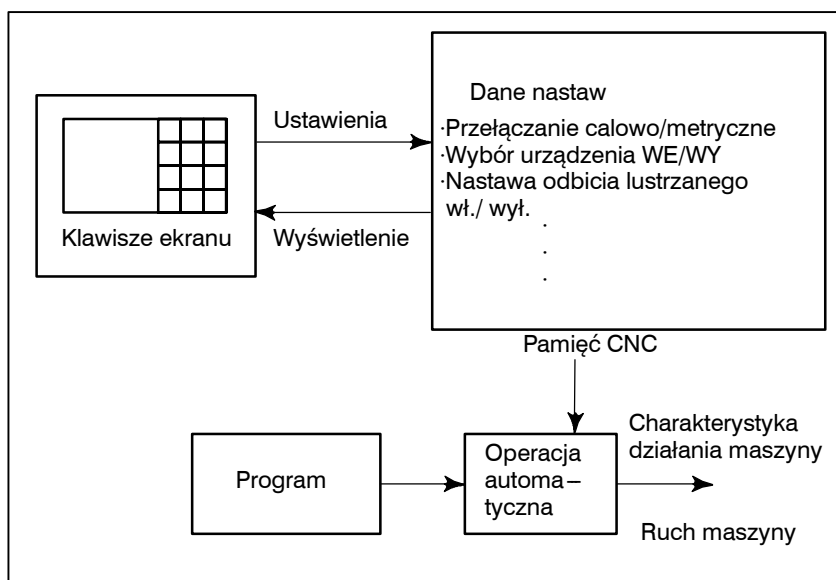 Ustawienia
Wyświetlenie
Klawisze ekranu
Dane nastaw
·Przełączanie calowo/metryczne
·Wybór urządzenia WE/WY
·Nastawa odbicia lustrzanego
wł./ wył.
.
.
.
Pamięć CNC
Program
Operacja
automa–
tyczna
Charakterystyka
działania maszyny
Ruch maszyny